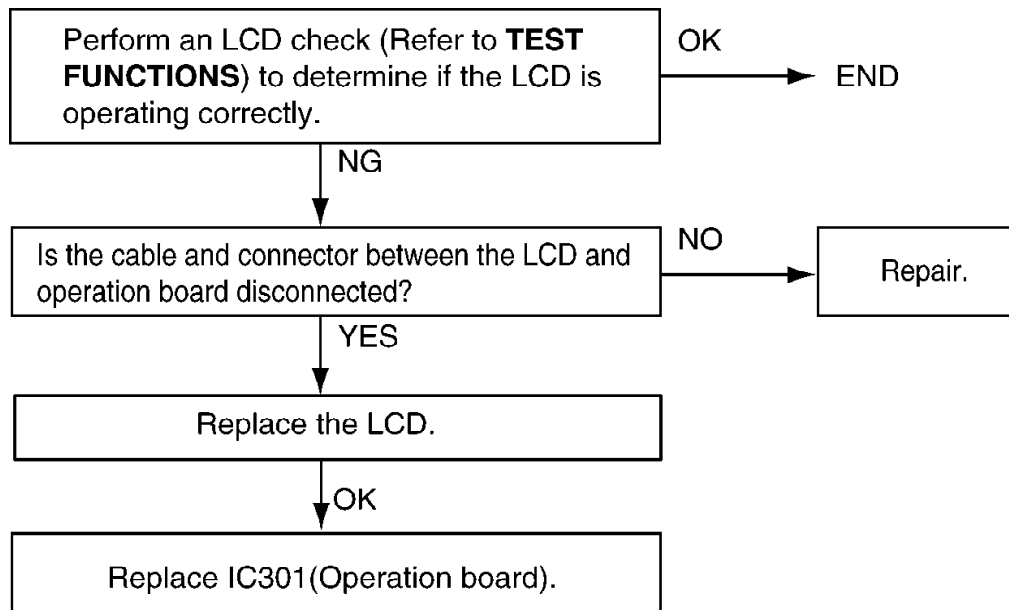 Perform an LCD check (Refer to TEST
FUNCTIONS) to determine if the LCD is
operating correctly.
OK
END
NG
Is the cable and connector between the LCD and
operation board disconnected?
NO
Repair.
YES
Replace the LCD.
OK
Replace IC301(Operation board).